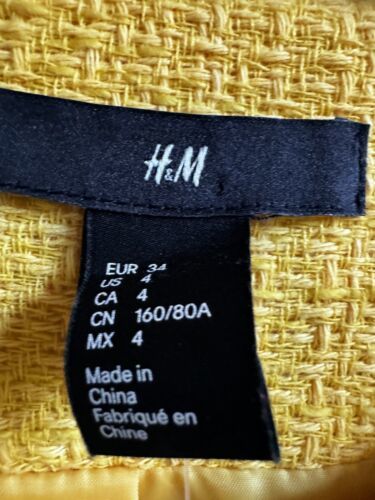 H&M
EUR 34
US 4
CA 4
CN 160/80A
MX 4
Made in
China
Fabriqué en
Chine